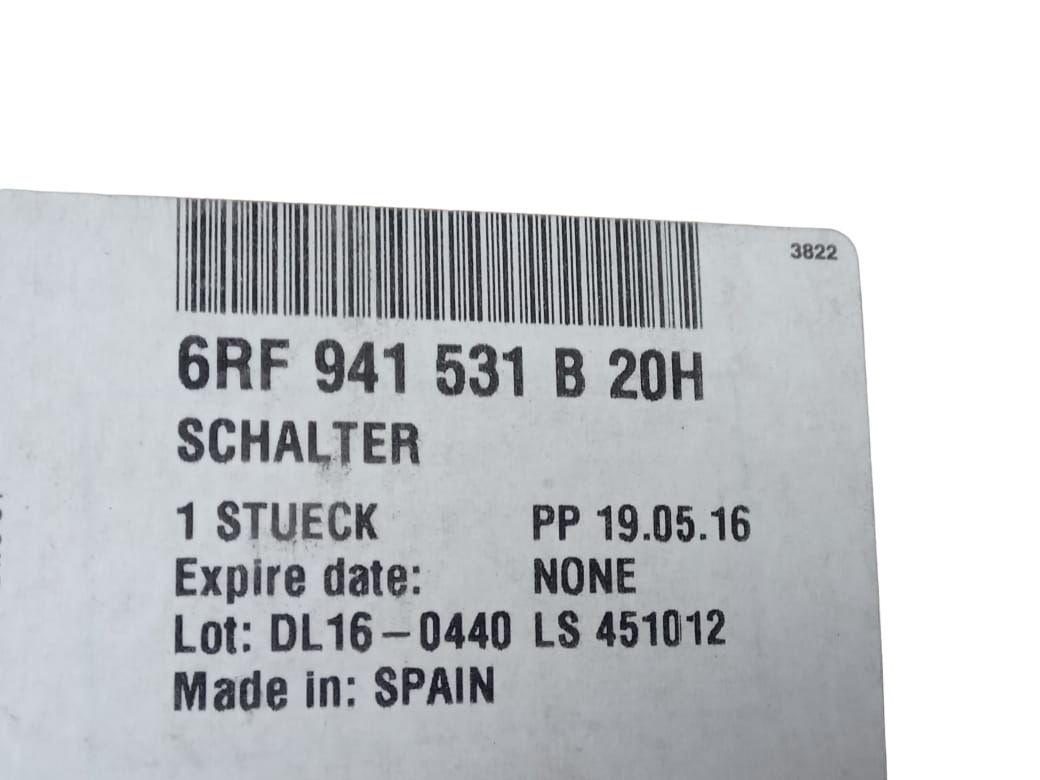 3822
6RF 941 531 B 20H
SCHALTER
1 STUECK PP 19.05.16
Expire date: NONE
Lot: DL16-0440 LS 451012
Made in: SPAIN